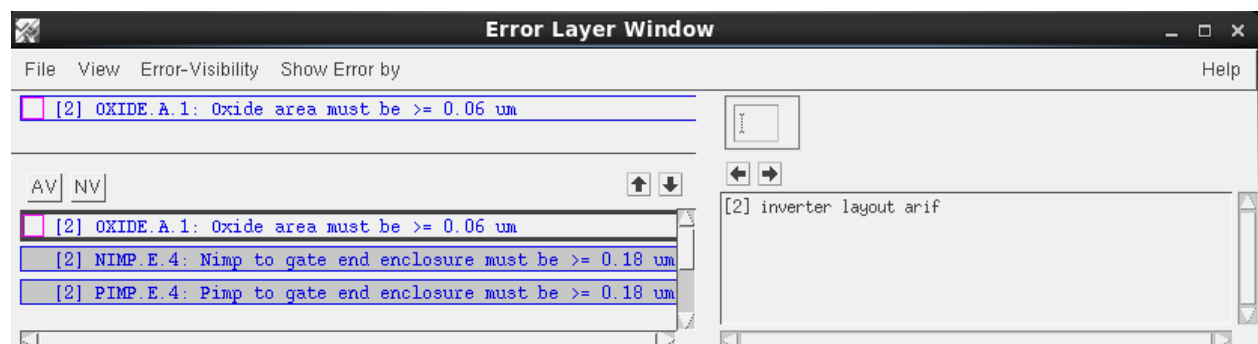 Error Layer Window
File View Error-Visibility Show Error by Help
[2] OXIDE.A.1: Oxide area must be >= 0.06 um
AV NV
[2] OXIDE.A.1: Oxide area must be >= 0.06 um
[2] NIMP.E.4: Nimp to gate end enclosure must be >= 0.18 um
[2] PIMP.E.4: Pimp to gate end enclosure must be >= 0.18 um
[2] inverter layout arif